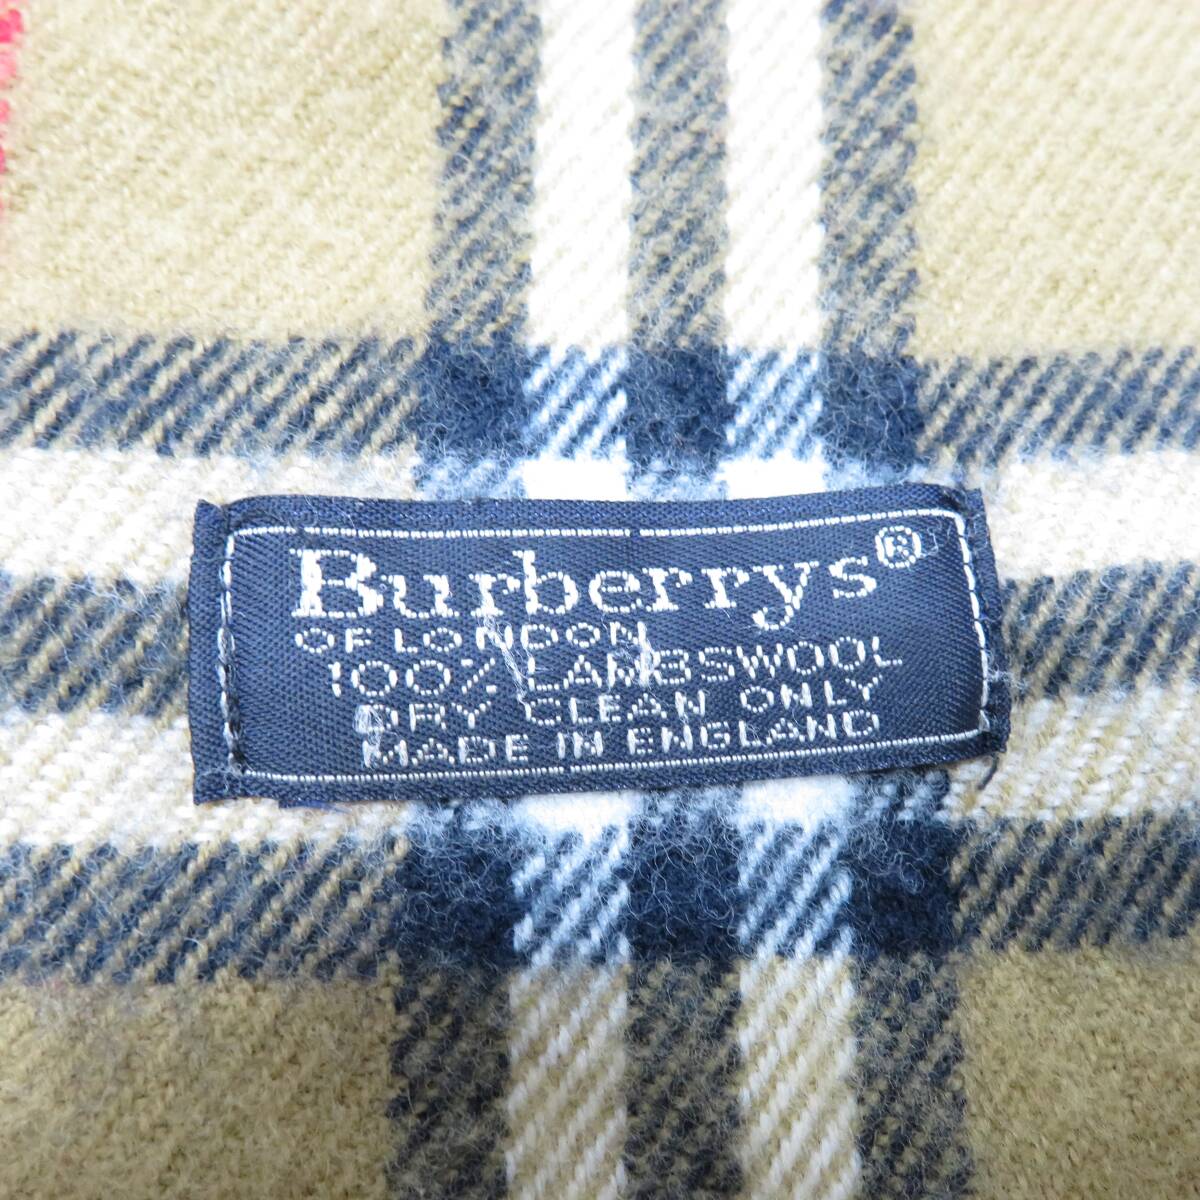 Burberrys®
OF LONDON
100% LAMBSWOOL
DRY CLEAN ONLY
MADE IN ENGLAND